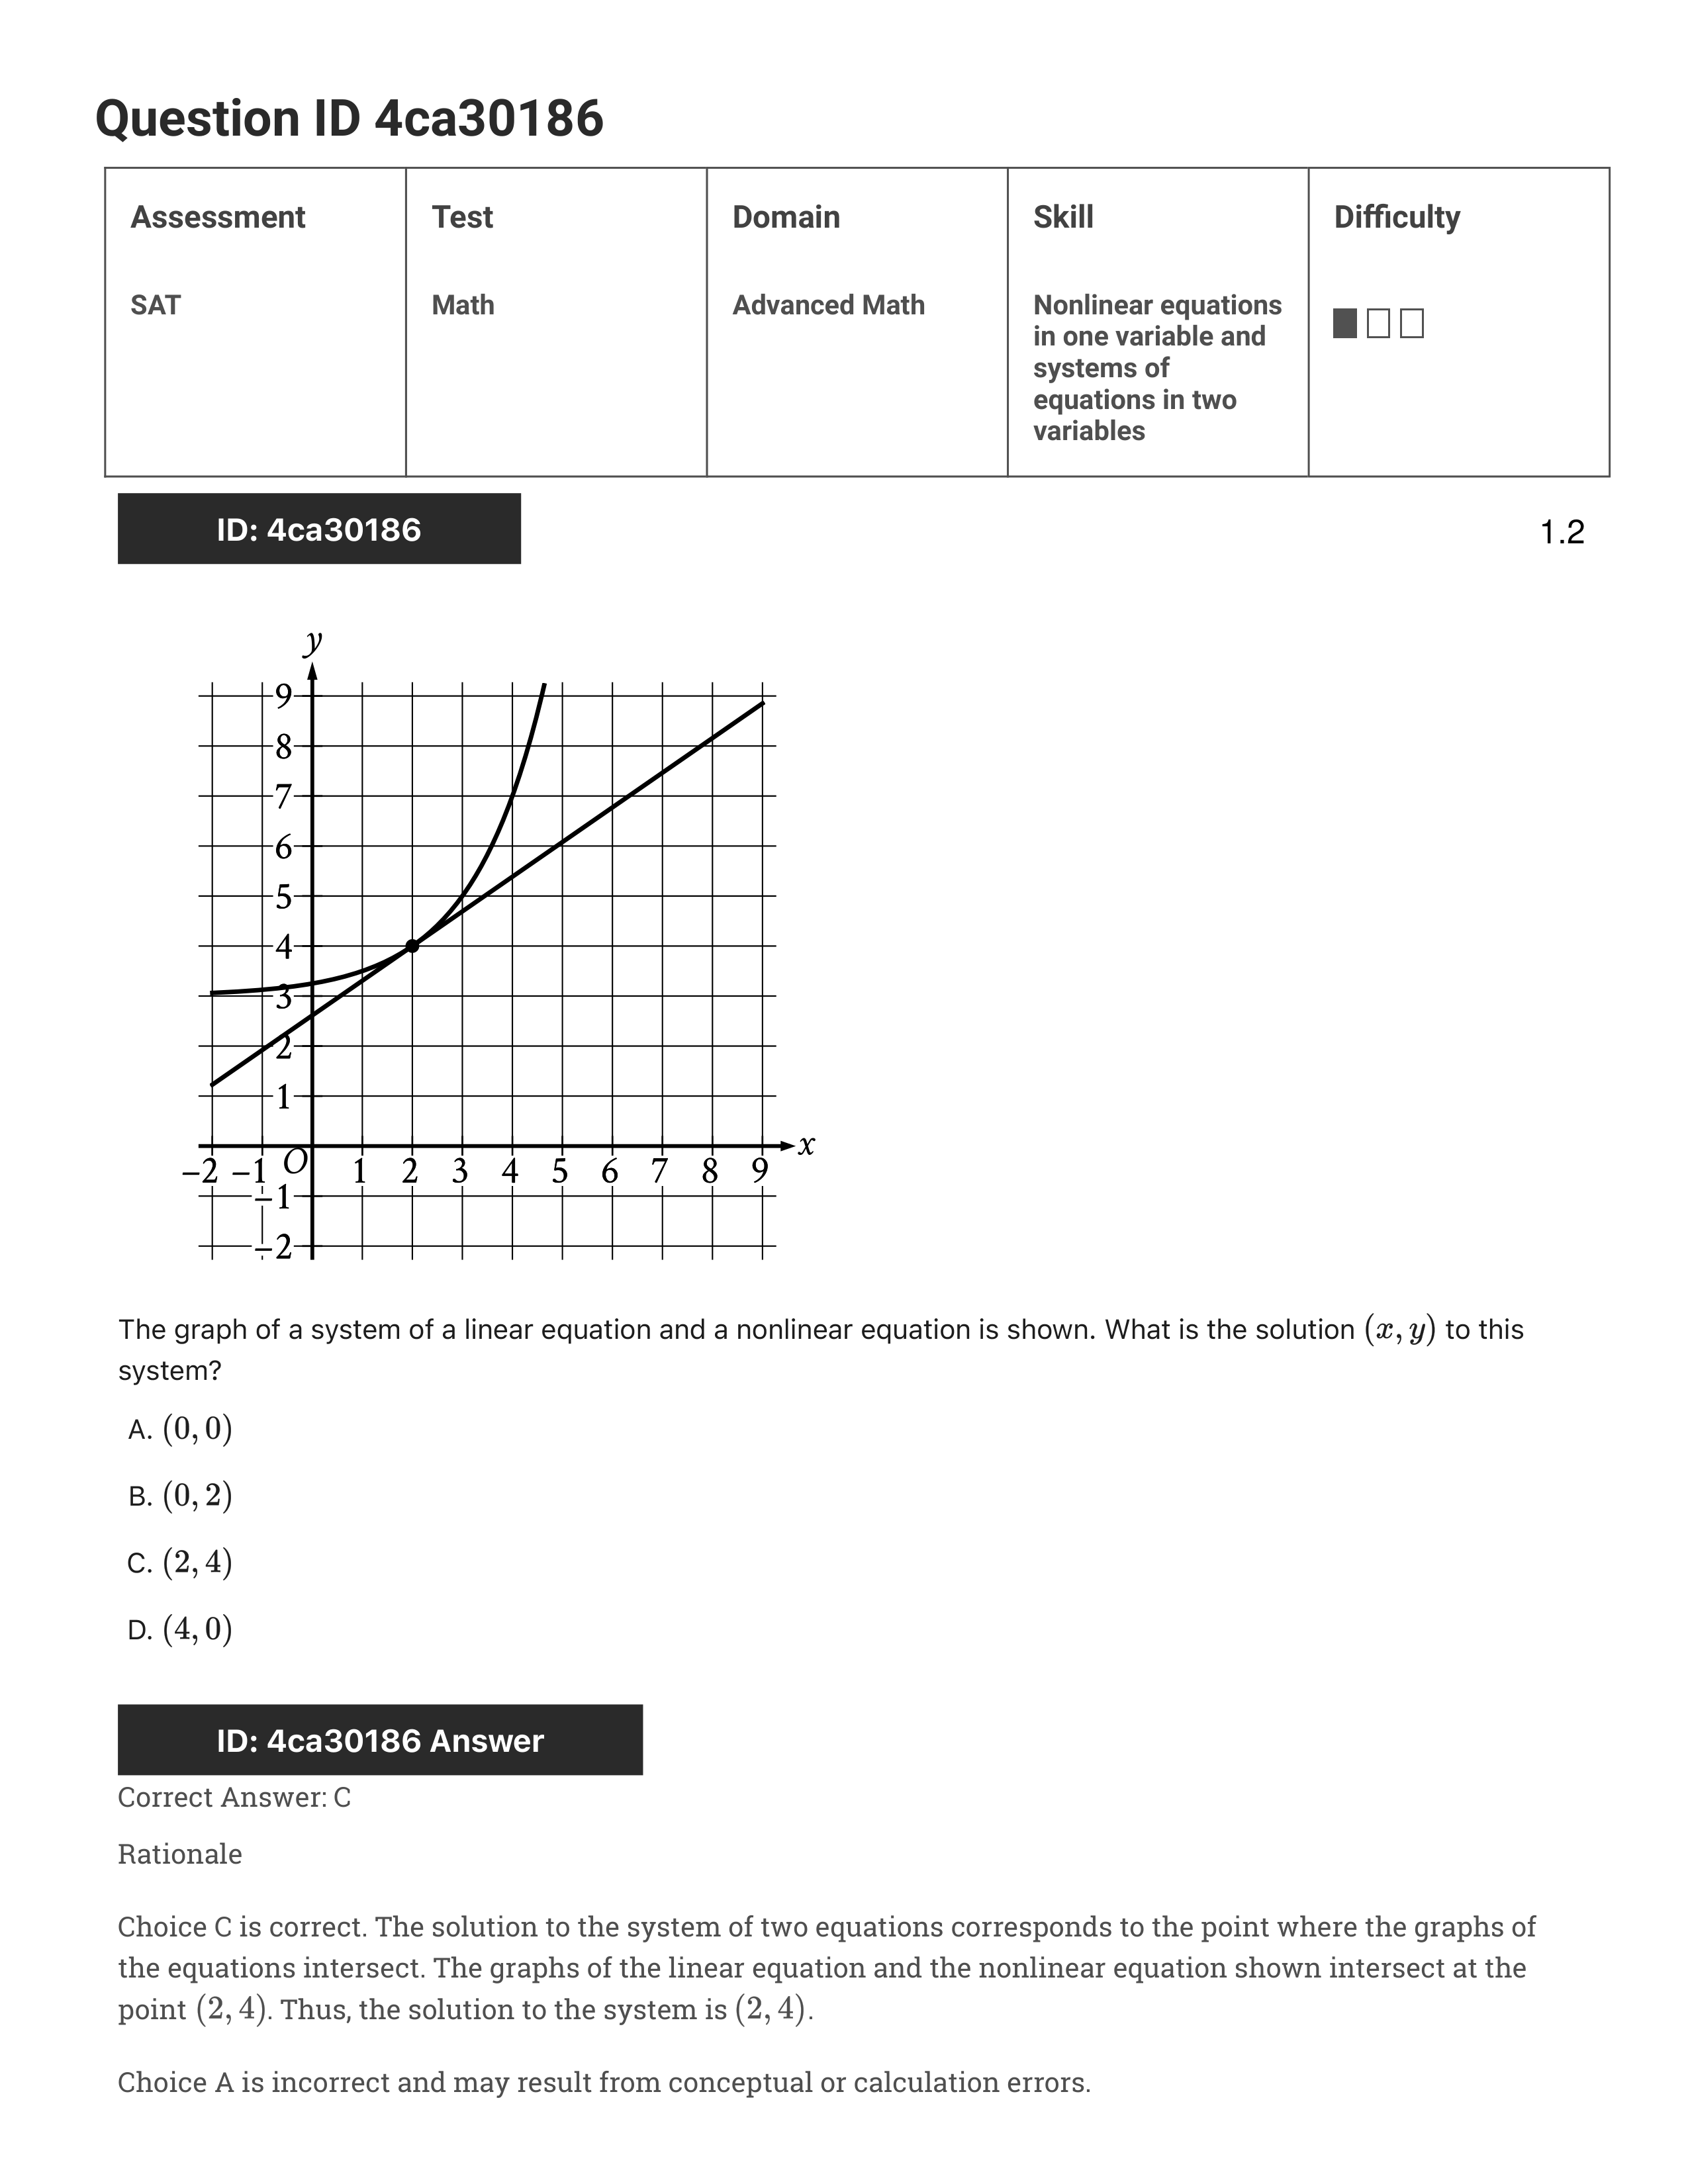 Question ID 4ca30186
Assessment Test Domain Skill Difficulty
SAT Math Advanced Math Nonlinear equations
in one variable and
systems of
equations in two
variables
ID: 4ca30186
1.2
y
9
8
7
6
5
4
3
2
1
x
−2 −1 O 1 2 3 4 5 6 7 8 9
−1
−2
The graph of a system of a linear equation and a nonlinear equation is shown. What is the solution (x, y) to this
system?
A. (0, 0)
B. (0, 2)
C. (2, 4)
D. (4, 0)
ID: 4ca30186 Answer
Correct Answer: C
Rationale
Choice C is correct. The solution to the system of two equations corresponds to the point where the graphs of
the equations intersect. The graphs of the linear equation and the nonlinear equation shown intersect at the
point (2, 4). Thus, the solution to the system is (2, 4).
Choice A is incorrect and may result from conceptual or calculation errors.